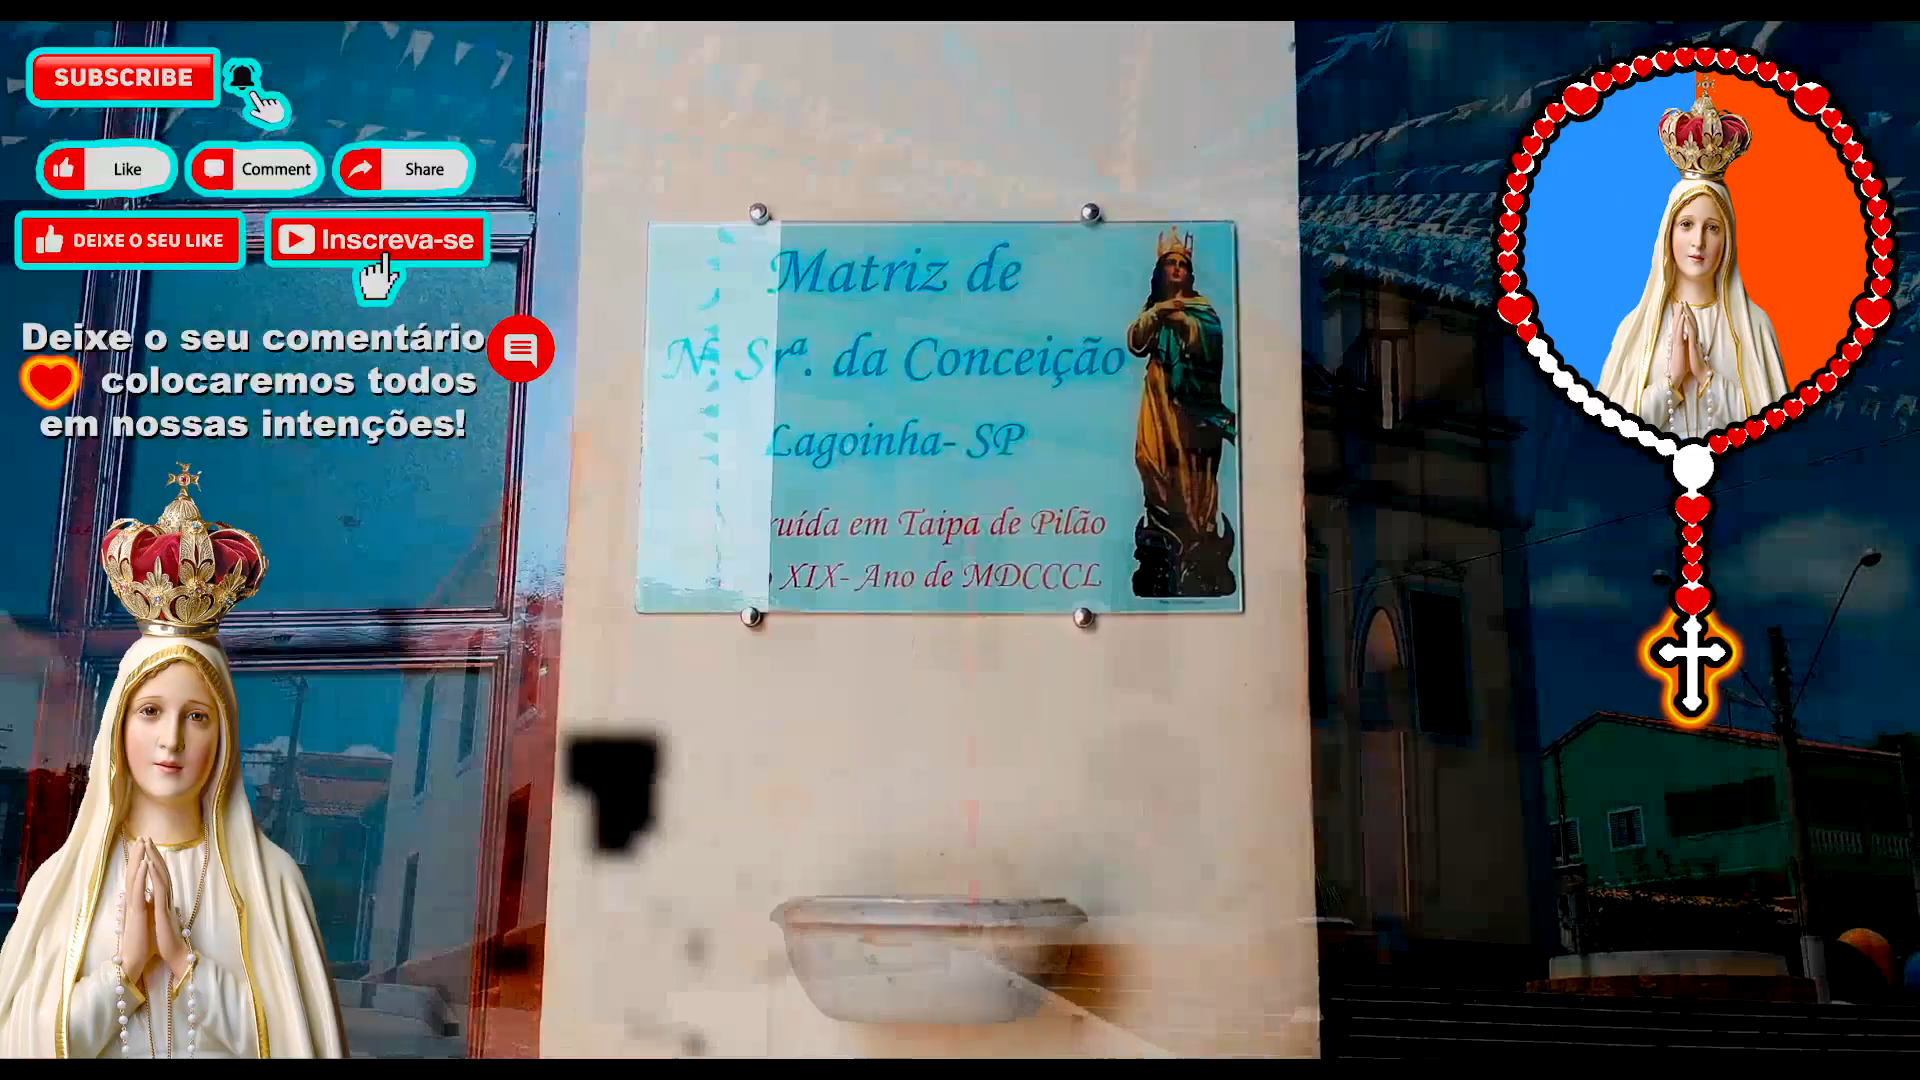 SUBSCRIBE
Like
Comment
Share
DEIXE O SEU LIKE
Inscreva-se
Deixe o seu comentário
colocaremos todos
em nossas intenções!
Matriz de
N. Srª. da Conceição
Lagoinha- SP
em Taipa de Pilão
XIX- Ano de MDCCCL